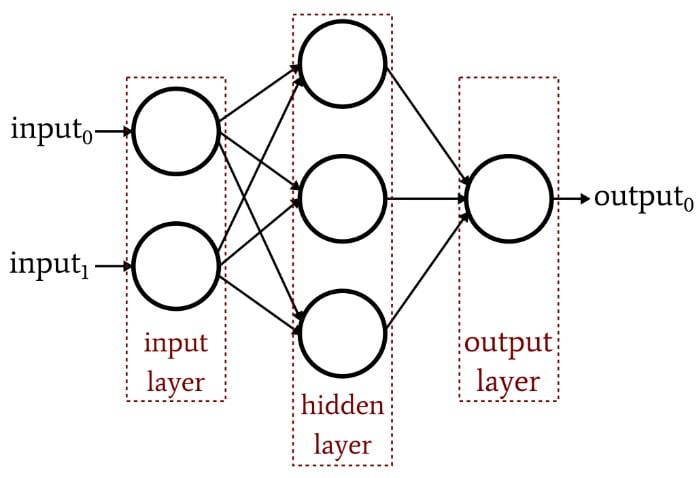 input₀
input₁
output₀
input
layer
hidden
layer
output
layer